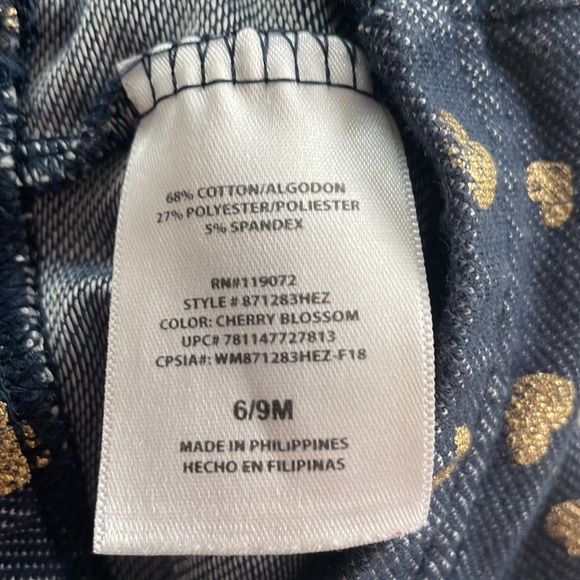 68% COTTON/ALGODON
27% POLYESTER/POLIESTER
5% SPANDEX
RN#119072
STYLE # 871283HEZ
COLOR: CHERRY BLOSSOM
UPC# 781147727813
CPSIA#: WM871283HEZ-F18
6/9M
MADE IN PHILIPPINES
HECHO EN FILIPINAS